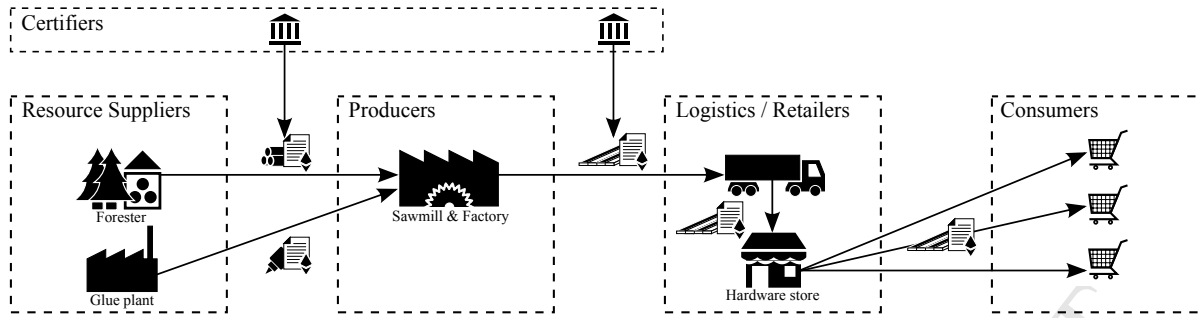 Certifiers
Resource Suppliers
Producers
Logistics / Retailers
Consumers
Forester
Sawmill & Factory
Glue plant
Hardware store